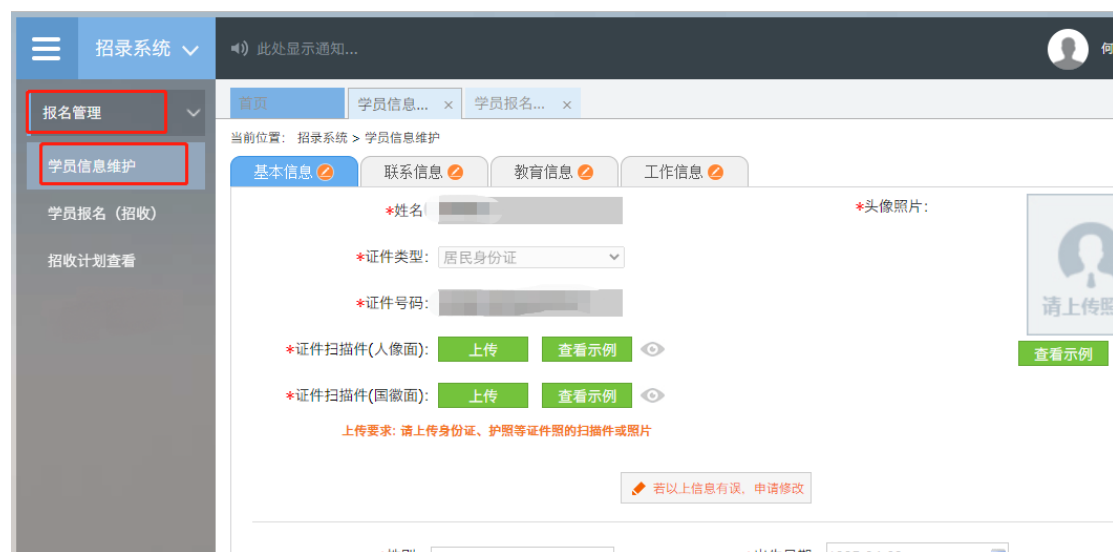 招录系统
此处显示通知...
何
报名管理
首页
学员信息...
学员报名...
当前位置： 招录系统 > 学员信息维护
学员信息维护
基本信息
联系信息
教育信息
工作信息
*姓名
*头像照片：
学员报名（招收）
*证件类型： 居民身份证
招收计划查看
*证件号码：
请上传照
*证件扫描件(人像面)： 上传 查看示例
查看示例
*证件扫描件(国徽面)： 上传 查看示例
上传要求: 请上传身份证、护照等证件照的扫描件或照片
若以上信息有误，申请修改